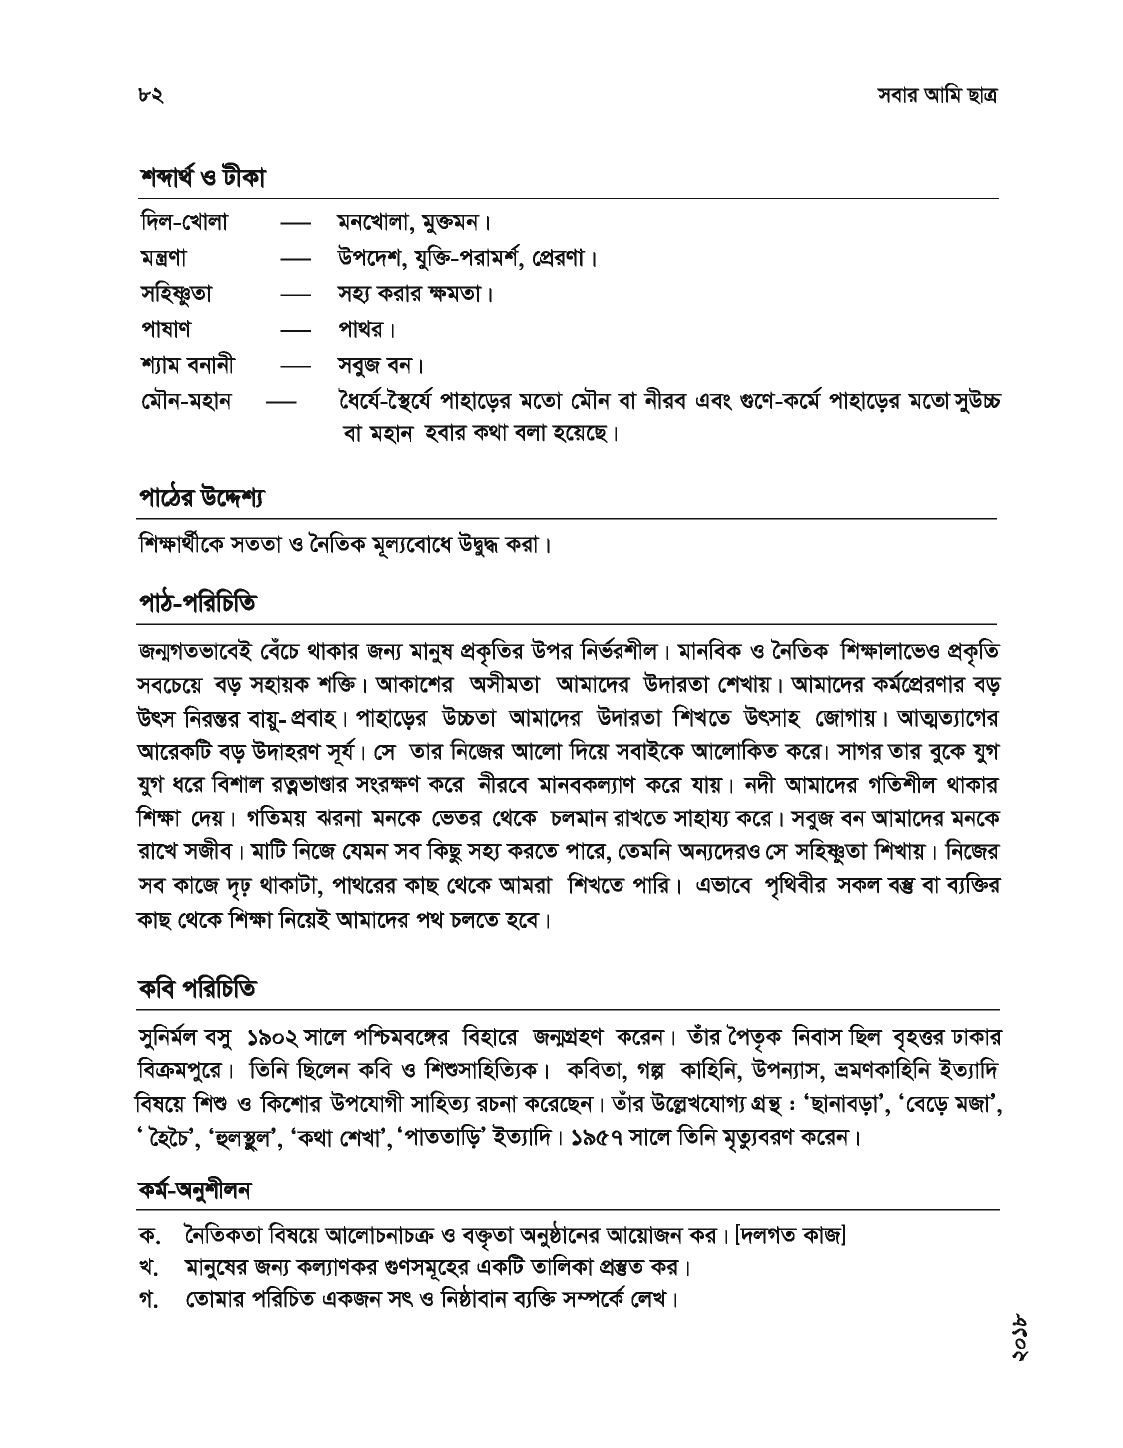 ৮২ সবার আমি ছাত্র
শব্দার্থ ও টীকা
দিল-খোলা — মনখোলা, মুক্তমন।
মন্ত্রণা — উপদেশ, যুক্তি-পরামর্শ, প্রেরণা।
সহিষ্ণুতা — সহ্য করার ক্ষমতা।
পাষাণ — পাথর।
শ্যাম বনানী — সবুজ বন।
মৌন-মহান — ধৈর্যে-স্থৈর্যে পাহাড়ের মতো মৌন বা নীরব এবং গুণে-কর্মে পাহাড়ের মতো সুউচ্চ
বা মহান হবার কথা বলা হয়েছে।
পাঠের উদ্দেশ্য
শিক্ষার্থীকে সততা ও নৈতিক মূল্যবোধে উদ্বুদ্ধ করা।
পাঠ-পরিচিতি
জন্মগতভাবেই বেঁচে থাকার জন্য মানুষ প্রকৃতির উপর নির্ভরশীল। মানবিক ও নৈতিক শিক্ষালাভেও প্রকৃতি
সবচেয়ে বড় সহায়ক শক্তি। আকাশের অসীমতা আমাদের উদারতা শেখায়। আমাদের কর্মপ্রেরণার বড়
উৎস নিরন্তর বায়ু-প্রবাহ। পাহাড়ের উচ্চতা আমাদের উদারতা শিখতে উৎসাহ জোগায়। আত্মত্যাগের
আরেকটি বড় উদাহরণ সূর্য। সে তার নিজের আলো দিয়ে সবাইকে আলোকিত করে। সাগর তার বুকে যুগ
যুগ ধরে বিশাল রত্নভাণ্ডার সংরক্ষণ করে নীরবে মানবকল্যাণ করে যায়। নদী আমাদের গতিশীল থাকার
শিক্ষা দেয়। গতিময় ঝরনা মনকে ভেতর থেকে চলমান রাখতে সাহায্য করে। সবুজ বন আমাদের মনকে
রাখে সজীব। মাটি নিজে যেমন সব কিছু সহ্য করতে পারে, তেমনি অন্যদেরও সে সহিষ্ণুতা শিখায়। নিজের
সব কাজে দৃঢ় থাকাটা, পাথরের কাছ থেকে আমরা শিখতে পারি। এভাবে পৃথিবীর সকল বস্তু বা ব্যক্তির
কাছ থেকে শিক্ষা নিয়েই আমাদের পথ চলতে হবে।
কবি পরিচিতি
সুনির্মল বসু ১৯০২ সালে পশ্চিমবঙ্গের বিহারে জন্মগ্রহণ করেন। তাঁর পৈতৃক নিবাস ছিল বৃহত্তর ঢাকার
বিক্রমপুরে। তিনি ছিলেন কবি ও শিশুসাহিত্যিক। কবিতা, গল্প কাহিনি, উপন্যাস, ভ্রমণকাহিনি ইত্যাদি
বিষয়ে শিশু ও কিশোর উপযোগী সাহিত্য রচনা করেছেন। তাঁর উল্লেখযোগ্য গ্রন্থ : ‘ছানাবড়া’, ‘বেড়ে মজা’,
‘ হৈচৈ’, ‘হুলস্থুল’, ‘কথা শেখা’, ‘পাততাড়ি’ ইত্যাদি। ১৯৫৭ সালে তিনি মৃত্যুবরণ করেন।
কর্ম-অনুশীলন
ক. নৈতিকতা বিষয়ে আলোচনাচক্র ও বক্তৃতা অনুষ্ঠানের আয়োজন কর। [দলগত কাজ]
খ. মানুষের জন্য কল্যাণকর গুণসমূহের একটি তালিকা প্রস্তুত কর।
গ. তোমার পরিচিত একজন সৎ ও নিষ্ঠাবান ব্যক্তি সম্পর্কে লেখ।
২০১৮